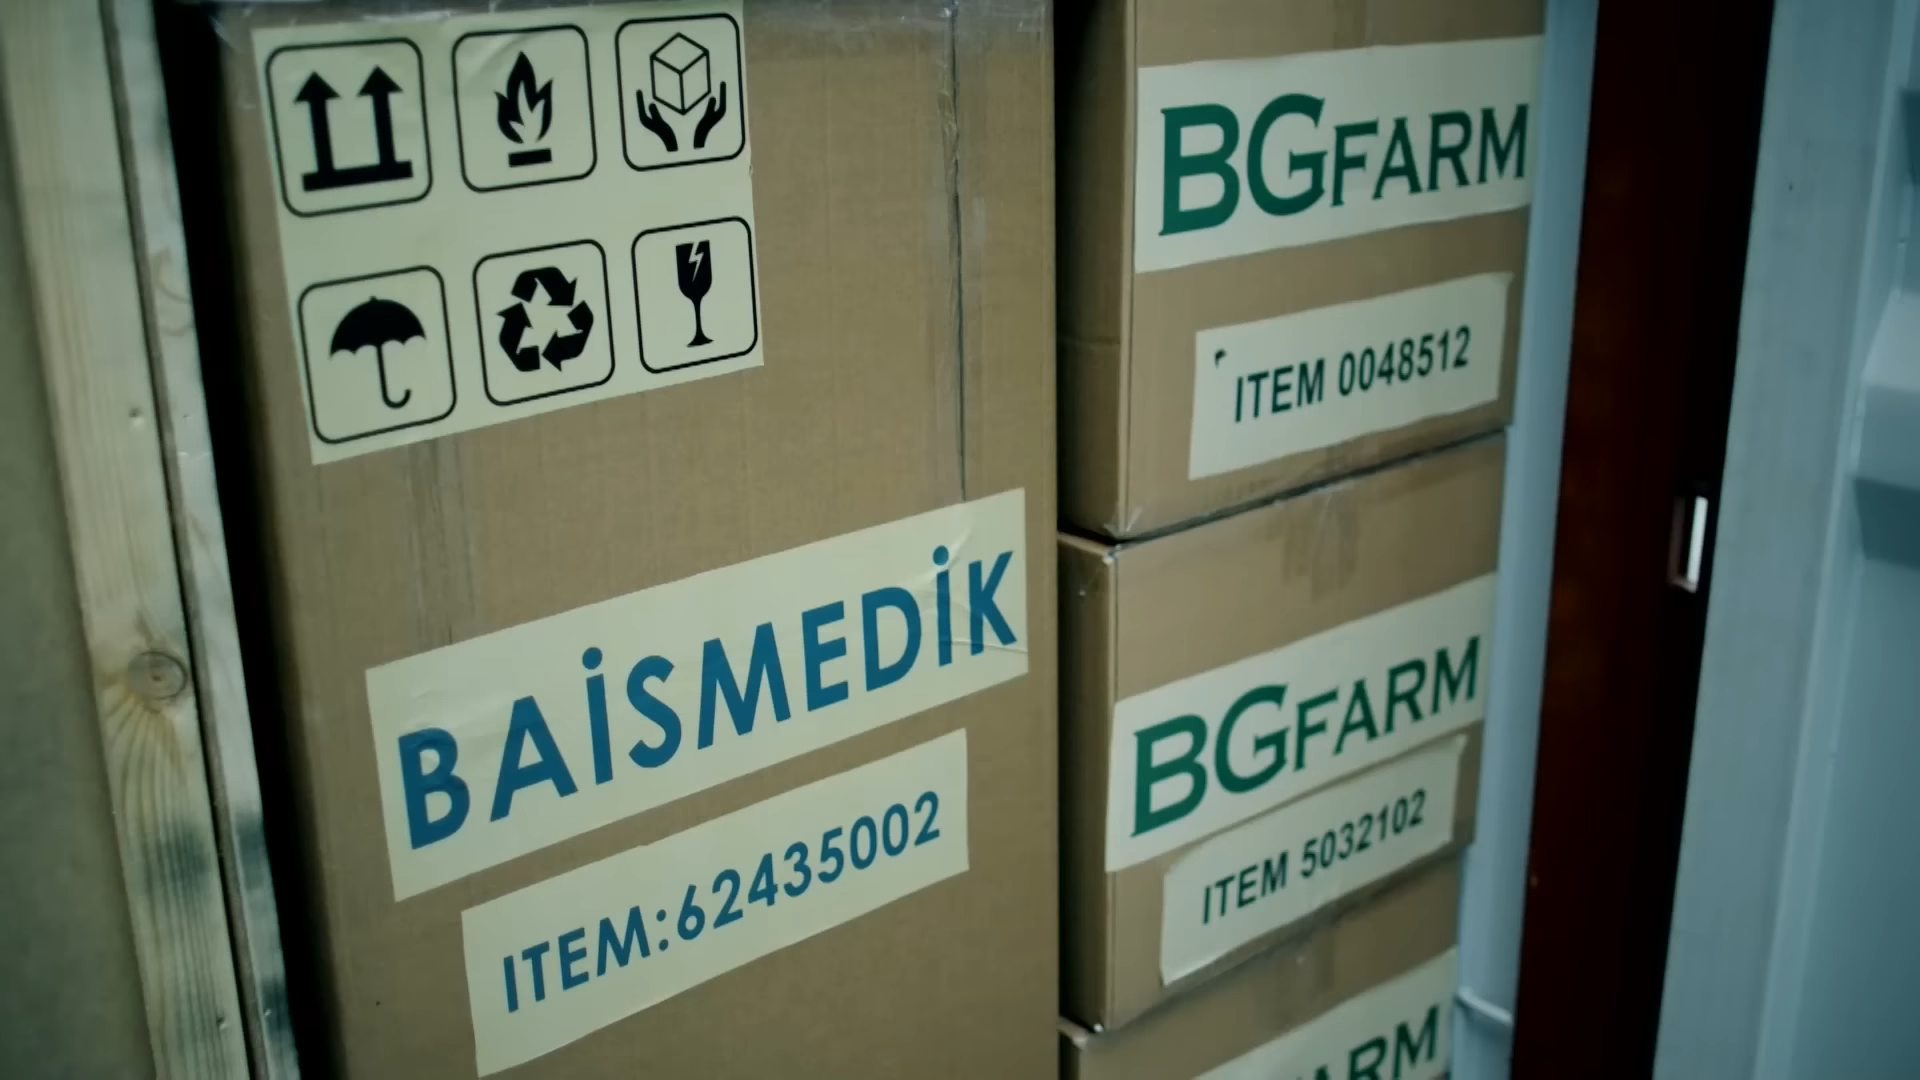 BAİSMEDİK
ITEM:62435002
BGFARM
ITEM 0048512
BGFARM
ITEM 5032102